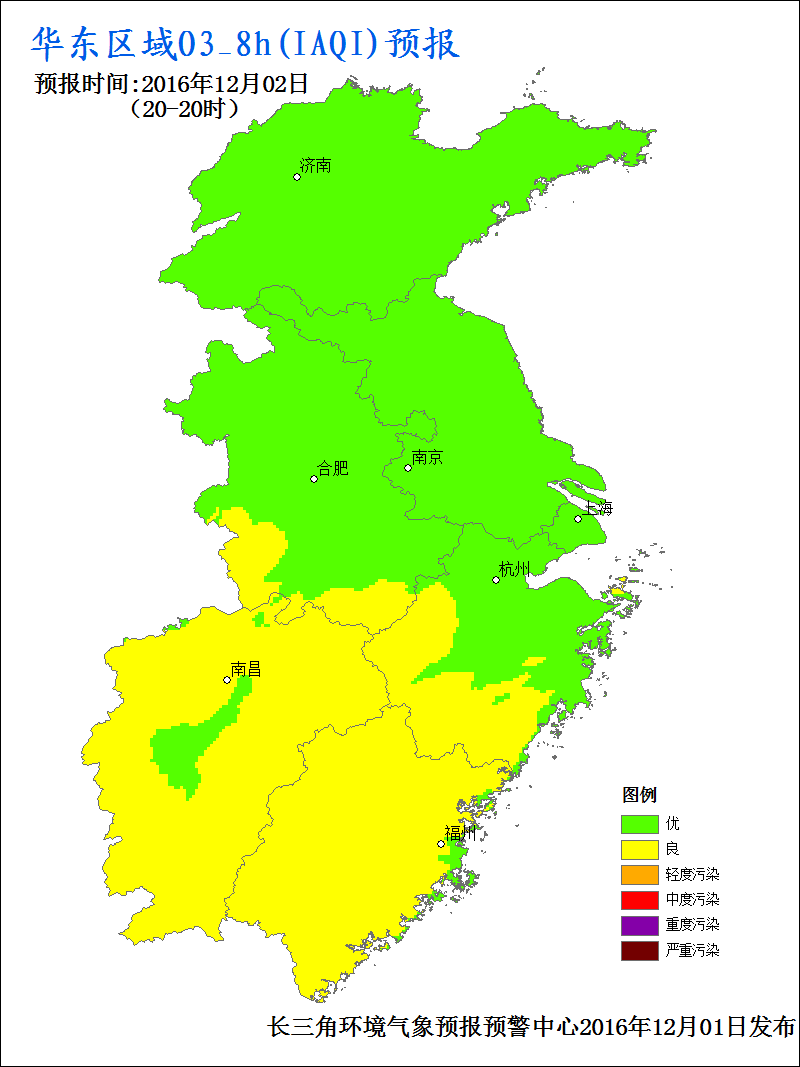 华东区域O3_8h(IAQI)预报
预报时间:2016年12月02日
（20-20时）
济南
南京
合肥
上海
杭州
南昌
福州
图例
优
良
轻度污染
中度污染
重度污染
严重污染
长三角环境气象预报预警中心2016年12月01日发布